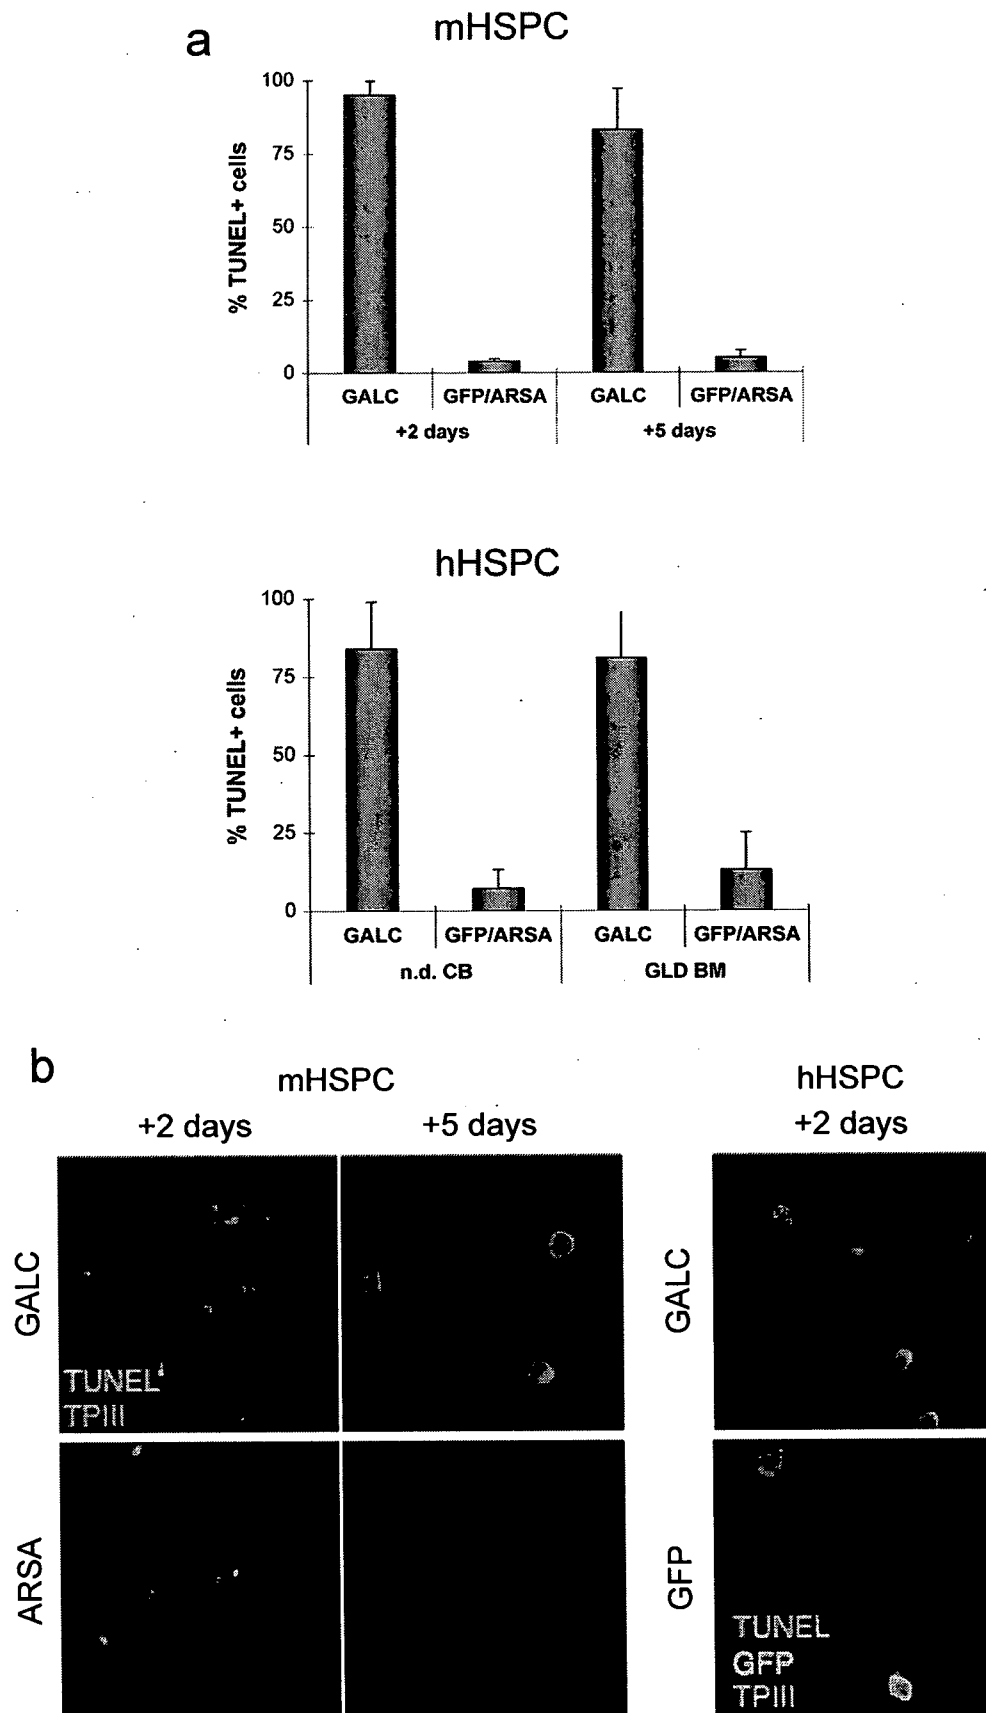 a
mHSPC
% TUNEL+ cells
100
75
50
25
0
GALC GFP/ARSA GALC GFP/ARSA
+2 days +5 days
hHSPC
% TUNEL+ cells
100
75
50
25
0
GALC GFP/ARSA GALC GFP/ARSA
n.d. CB GLD BM
b
mHSPC hHSPC
+2 days +5 days +2 days
GALC GALC
TUNEL
TPIII
ARSA GFP
TUNEL
GFP
TPIII